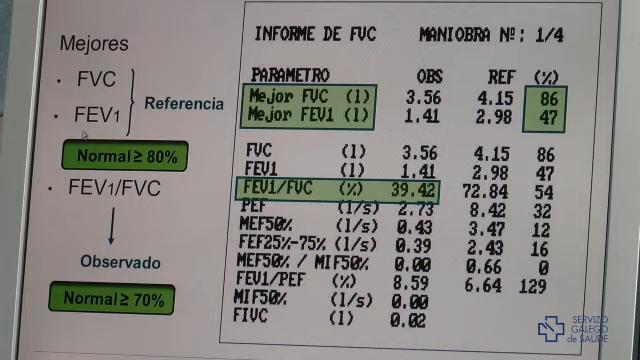 Mejores
· FVC
· FEV1
Referencia
Normal ≥ 80%
· FEV1/FVC
Observado
Normal ≥ 70%
INFORME DE FVC MANIOBRA Nº: 1/4
PARAMETRO OBS REF (%)
Mejor FVC (l) 3.56 4.15 86
Mejor FEV1 (l) 1.41 2.98 47
FVC (l) 3.56 4.15 86
FEV1 (l) 1.41 2.98 47
FEV1/FVC (%) 39.42 72.84 54
PEF (l/s) 2.73 8.42 32
MEF50% (l/s) 0.43 3.47 12
FEF25%-75% (l/s) 0.39 2.43 16
MEF50% / MIF50% 0.00 0.66 0
FEV1/PEF (%) 8.59 6.64 129
MIF50% (l/s) 0.00
FIVC (l) 0.02
SERVIZO
GALEGO
de SAÚDE